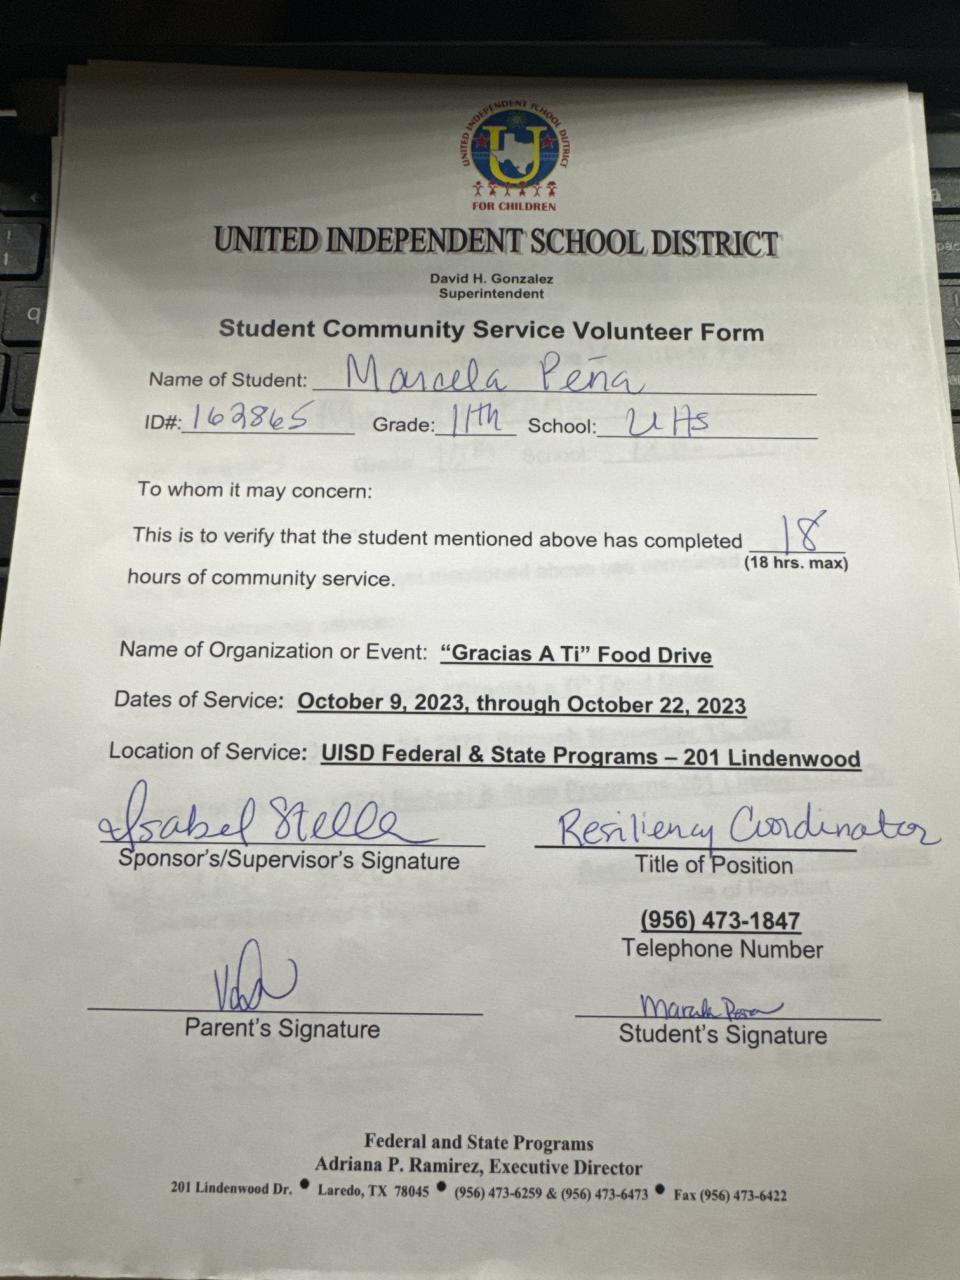 UNITED INDEPENDENT SCHOOL DISTRICT
U
FOR CHILDREN
UNITED INDEPENDENT SCHOOL DISTRICT
David H. Gonzalez
Superintendent
Student Community Service Volunteer Form
Name of Student: Marcela Peña
ID#: 162865 Grade: 11th School: UHS
To whom it may concern:
This is to verify that the student mentioned above has completed 18
(18 hrs. max)
hours of community service.
Name of Organization or Event: “Gracias A Ti” Food Drive
Dates of Service: October 9, 2023, through October 22, 2023
Location of Service: UISD Federal & State Programs – 201 Lindenwood
Isabel Stelle Resiliency Coordinator
Sponsor's/Supervisor's Signature Title of Position
(956) 473-1847
Telephone Number
Marcela Pena
Parent's Signature Student's Signature
Federal and State Programs
Adriana P. Ramirez, Executive Director
201 Lindenwood Dr. • Laredo, TX 78045 • (956) 473-6259 & (956) 473-6473 • Fax (956) 473-6422